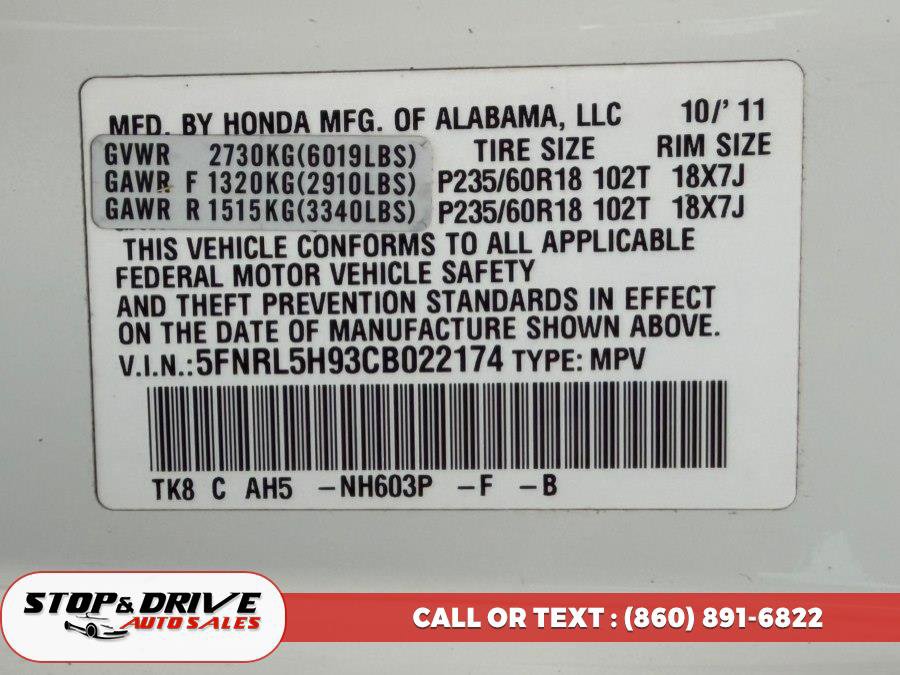 MFD. BY HONDA MFG. OF ALABAMA, LLC 10/' 11
GVWR 2730KG(6019LBS) TIRE SIZE RIM SIZE
GAWR F 1320KG(2910LBS) P235/60R18 102T 18X7J
GAWR R 1515KG(3340LBS) P235/60R18 102T 18X7J
THIS VEHICLE CONFORMS TO ALL APPLICABLE
FEDERAL MOTOR VEHICLE SAFETY
AND THEFT PREVENTION STANDARDS IN EFFECT
ON THE DATE OF MANUFACTURE SHOWN ABOVE.
V.I.N.:5FNRL5H93CB022174 TYPE: MPV
TK8 C AH5 -NH603P -F -B
STOP & DRIVE
AUTO SALES
CALL OR TEXT : (860) 891-6822